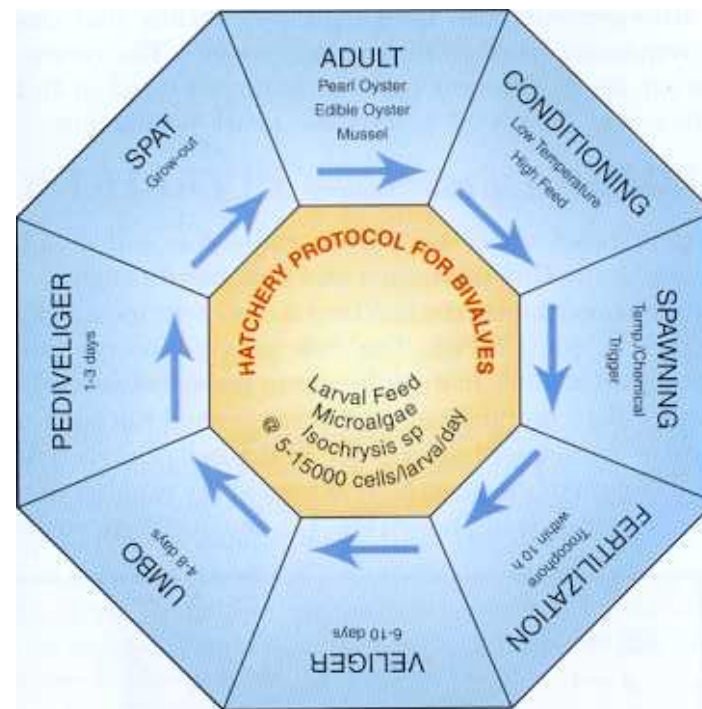 ADULT
Pearl Oyster
Edible Oyster
Mussel
CONDITIONING
Low Temperature
High Feed
SPAWNING
Temp./Chemical
Trigger
FERTILIZATION
Trocophore
within 10 h
VELIGER
6-10 days
UMBO
4-8 days
PEDIVELIGER
1-3 days
SPAT
Grow-out
HATCHERY PROTOCOL FOR BIVALVES
Larval Feed
Microalgae
Isochrysis sp
@ 5-15000 cells/larva/day